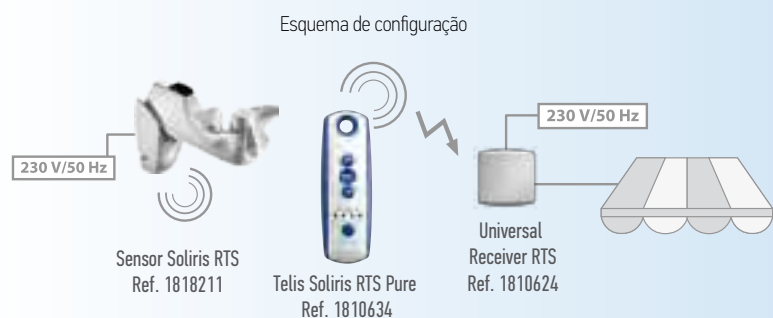 Esquema de configuração
230 V/50 Hz
230 V/50 Hz
Sensor Soliris RTS
Ref. 1818211
Telis Soliris RTS Pure
Ref. 1810634
Universal
Receiver RTS
Ref. 1810624